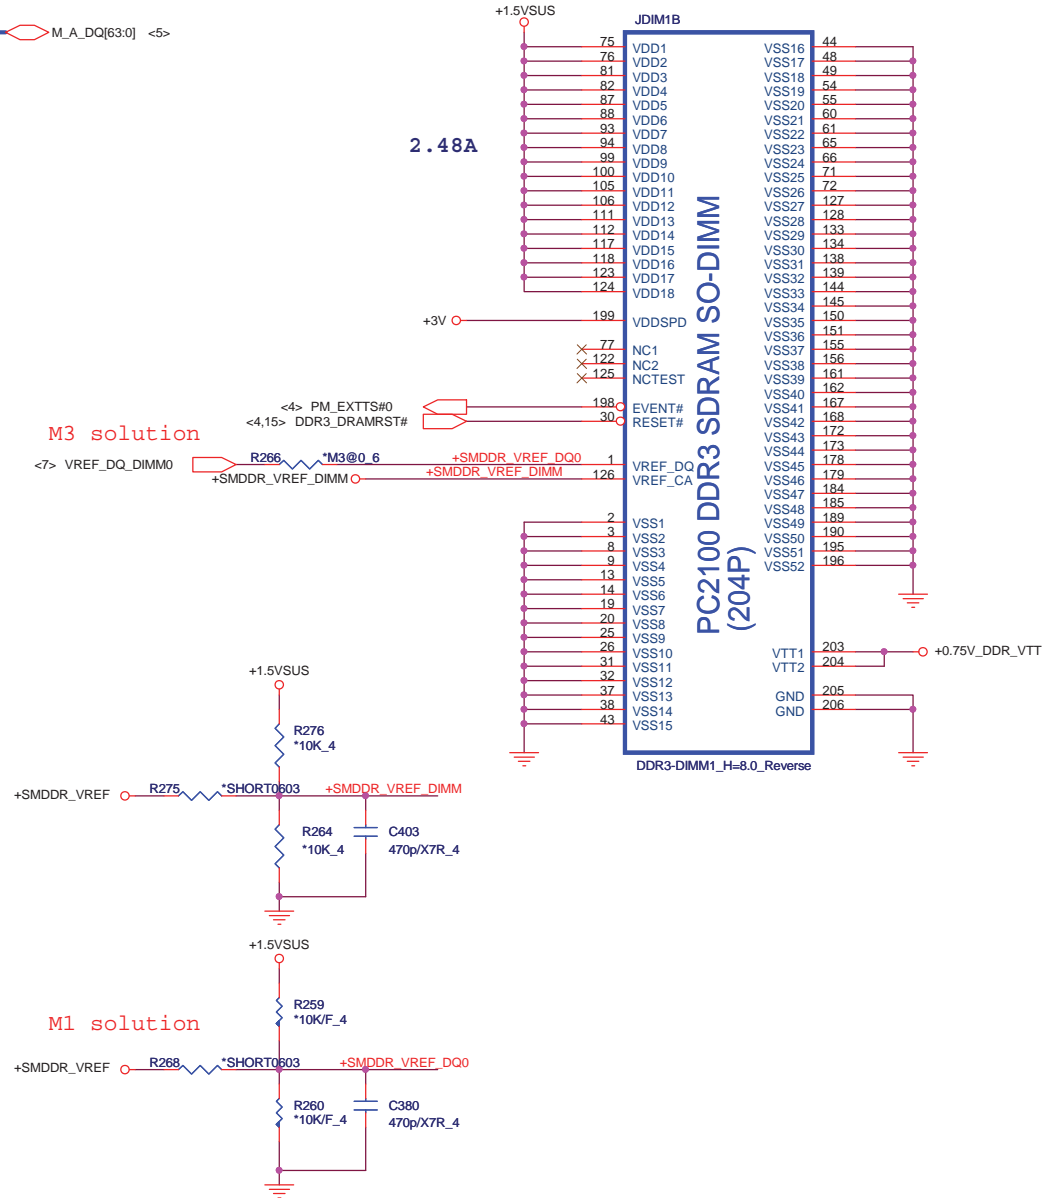 M_A_DQ[63:0] <5>
+1.5VSUS
JDIM1B
75 VDD1
76 VDD2
81 VDD3
82 VDD4
87 VDD5
88 VDD6
93 VDD7
94 VDD8
99 VDD9
100 VDD10
105 VDD11
106 VDD12
111 VDD13
112 VDD14
117 VDD15
118 VDD16
123 VDD17
124 VDD18
2.48A
+3V 199 VDDSPD
77 NC1
122 NC2
125 NCTEST
<4> PM_EXTTS#0 198 EVENT#
<4,15> DDR3_DRAMRST# 30 RESET#
M3 solution
<7> VREF_DQ_DIMM0 R266 *M3@0_6 +SMDDR_VREF_DQ0 1 VREF_DQ
+SMDDR_VREF_DIMM +SMDDR_VREF_DIMM 126 VREF_CA
2 VSS1
3 VSS2
8 VSS3
9 VSS4
13 VSS5
14 VSS6
19 VSS7
20 VSS8
25 VSS9
26 VSS10
31 VSS11
32 VSS12
37 VSS13
38 VSS14
43 VSS15
PC2100 DDR3 SDRAM SO-DIMM
(204P)
VSS16 44
VSS17 48
VSS18 49
VSS19 54
VSS20 55
VSS21 60
VSS22 61
VSS23 65
VSS24 66
VSS25 71
VSS26 72
VSS27 127
VSS28 128
VSS29 133
VSS30 134
VSS31 138
VSS32 139
VSS33 144
VSS34 145
VSS35 150
VSS36 151
VSS37 155
VSS38 156
VSS39 161
VSS40 162
VSS41 167
VSS42 168
VSS43 172
VSS44 173
VSS45 178
VSS46 179
VSS47 184
VSS48 185
VSS49 189
VSS50 190
VSS51 195
VSS52 196
VTT1 203 +0.75V_DDR_VTT
VTT2 204
GND 205
GND 206
DDR3-DIMM1_H=8.0_Reverse
+1.5VSUS
R276
*10K_4
+SMDDR_VREF R275 *SHORT0603 +SMDDR_VREF_DIMM
R264
*10K_4
C403
470p/X7R_4
+1.5VSUS
R259
*10K/F_4
M1 solution
+SMDDR_VREF R268 *SHORT0603 +SMDDR_VREF_DQ0
R260
*10K/F_4
C380
470p/X7R_4